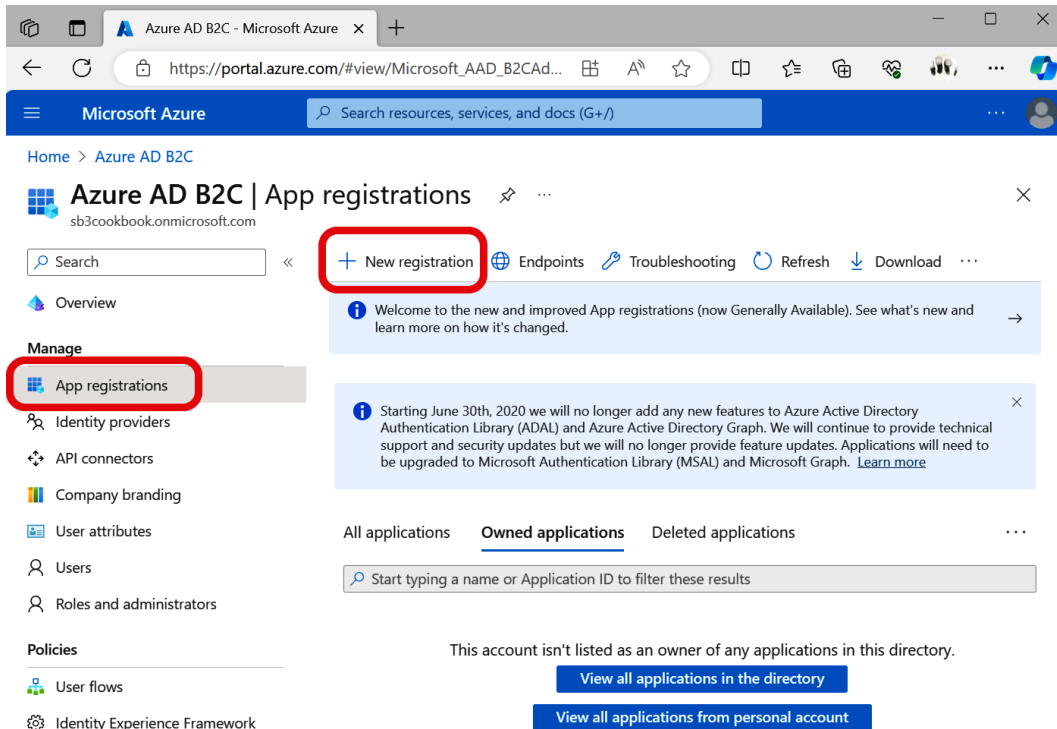 Azure AD B2C - Microsoft Azure
https://portal.azure.com/#view/Microsoft_AAD_B2CAd...
Microsoft Azure
Search resources, services, and docs (G+/)
Home > Azure AD B2C
Azure AD B2C | App registrations
sb3cookbook.onmicrosoft.com
Search
Overview
Manage
App registrations
Identity providers
API connectors
Company branding
User attributes
Users
Roles and administrators
Policies
User flows
Identity Experience Framework
New registration
Endpoints
Troubleshooting
Refresh
Download
Welcome to the new and improved App registrations (now Generally Available). See what's new and
learn more on how it's changed.
Starting June 30th, 2020 we will no longer add any new features to Azure Active Directory
Authentication Library (ADAL) and Azure Active Directory Graph. We will continue to provide technical
support and security updates but we will no longer provide feature updates. Applications will need to
be upgraded to Microsoft Authentication Library (MSAL) and Microsoft Graph. Learn more
All applications
Owned applications
Deleted applications
Start typing a name or Application ID to filter these results
This account isn't listed as an owner of any applications in this directory.
View all applications in the directory
View all applications from personal account